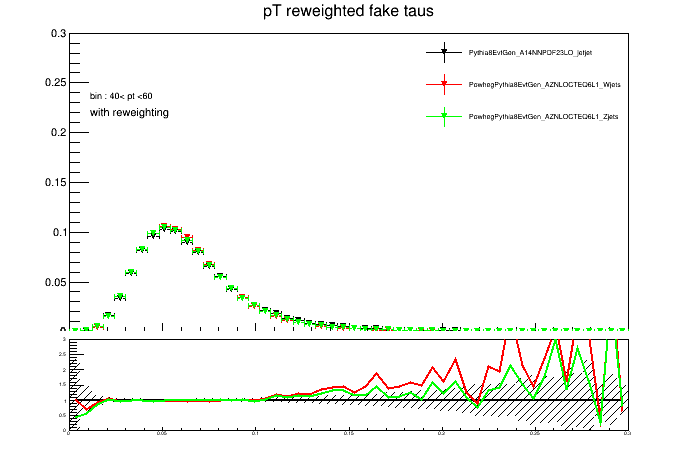 pT reweighted fake taus
0.3
Pythia8EvtGen_A14NNPDF23LO_jetjet
0.25
PowhegPythia8EvtGen_AZNLOCTEQ6L1_Wjets
bin : 40< pt <60
with reweighting
PowhegPythia8EvtGen_AZNLOCTEQ6L1_Zjets
0.2
0.15
0.1
0.05
3
2.5
2
1.5
1
0.5
0
0 0.05 0.1 0.15 0.2 0.25 0.3